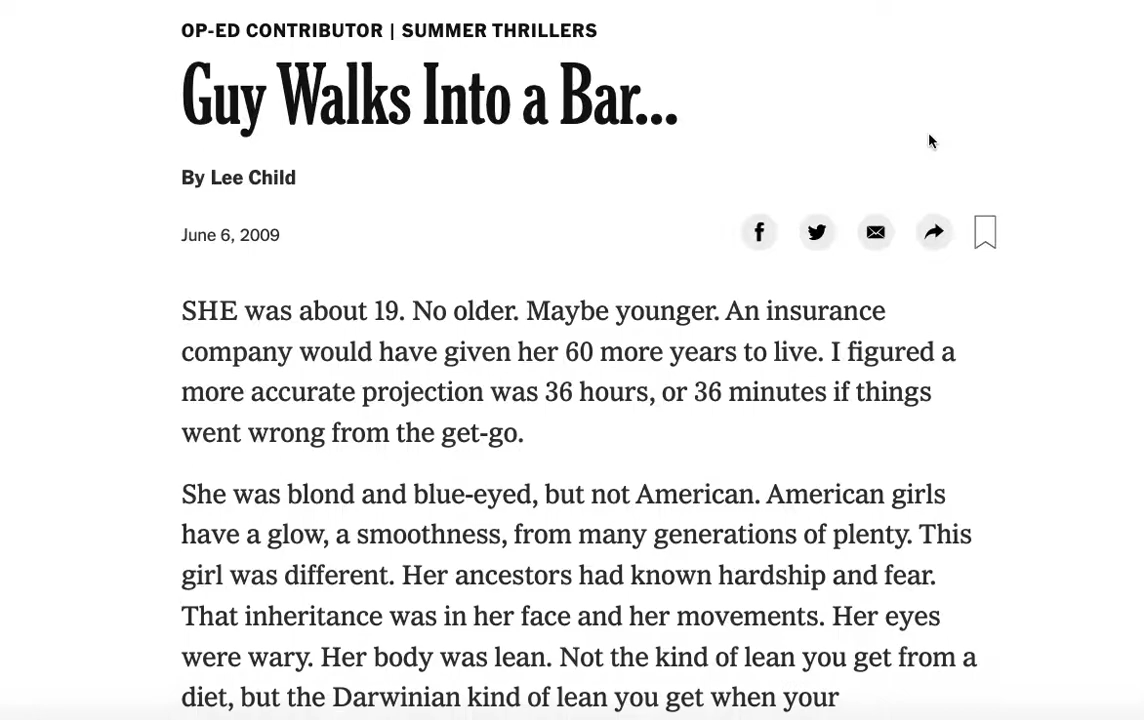 OP-ED CONTRIBUTOR | SUMMER THRILLERS
Guy Walks Into a Bar...
By Lee Child
June 6, 2009
SHE was about 19. No older. Maybe younger. An insurance
company would have given her 60 more years to live. I figured a
more accurate projection was 36 hours, or 36 minutes if things
went wrong from the get-go.
She was blond and blue-eyed, but not American. American girls
have a glow, a smoothness, from many generations of plenty. This
girl was different. Her ancestors had known hardship and fear.
That inheritance was in her face and her movements. Her eyes
were wary. Her body was lean. Not the kind of lean you get from a
diet, but the Darwinian kind of lean you get when your